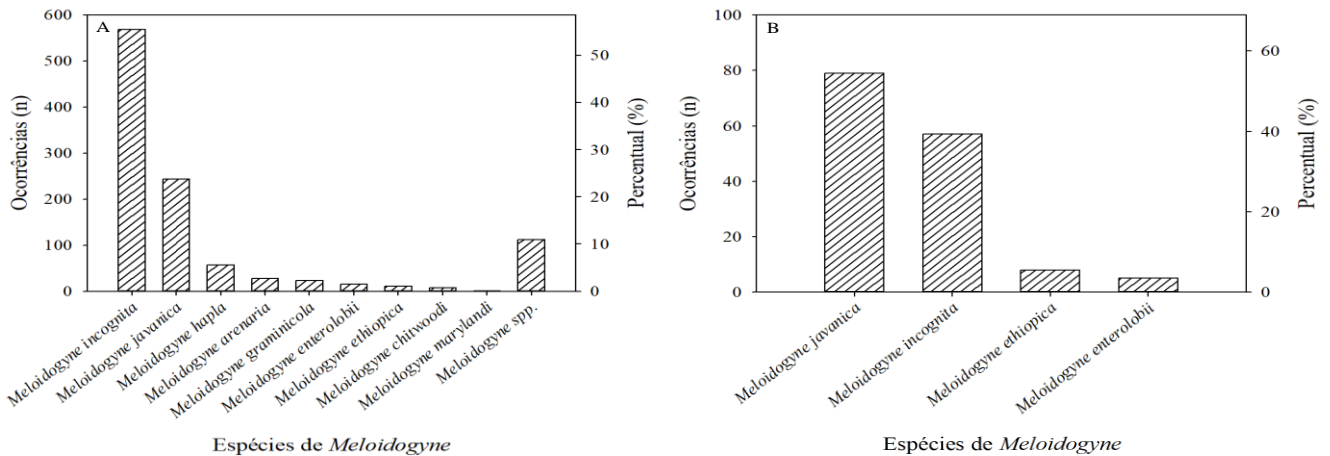 A
Ocorrências (n)
600
500
400
300
200
100
0
Percentual (%)
50
40
30
20
10
0
Meloidogyne incognita
Meloidogyne javanica
Meloidogyne hapla
Meloidogyne arenaria
Meloidogyne graminicola
Meloidogyne enterolobii
Meloidogyne ethiopica
Meloidogyne chitwoodi
Meloidogyne marylandi
Meloidogyne spp.
Espécies de Meloidogyne
B
Ocorrências (n)
100
80
60
40
20
0
Percentual (%)
60
40
20
0
Meloidogyne javanica
Meloidogyne incognita
Meloidogyne ethiopica
Meloidogyne enterolobii
Espécies de Meloidogyne